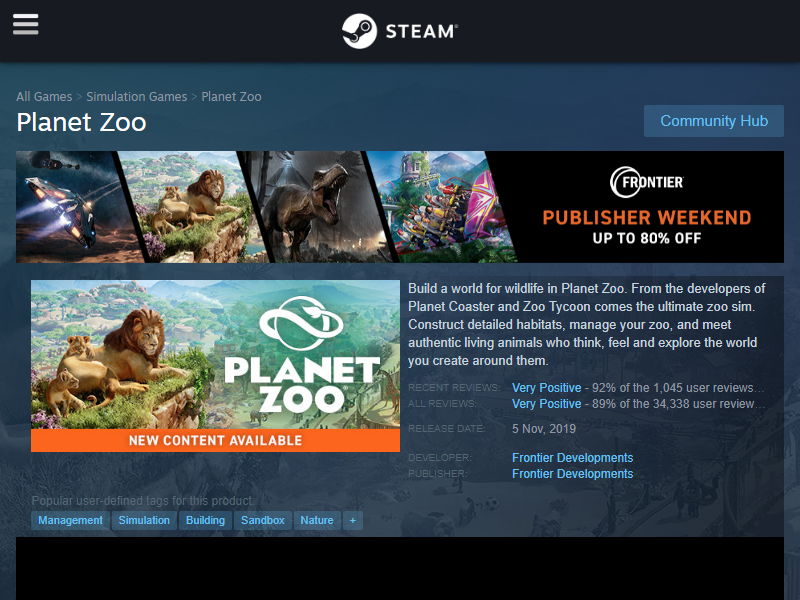 STEAM
All Games > Simulation Games > Planet Zoo
Planet Zoo
Community Hub
FRONTIER
PUBLISHER WEEKEND
UP TO 80% OFF
PLANET
ZOO
NEW CONTENT AVAILABLE
Build a world for wildlife in Planet Zoo. From the developers of
Planet Coaster and Zoo Tycoon comes the ultimate zoo sim.
Construct detailed habitats, manage your zoo, and meet
authentic living animals who think, feel and explore the world
you create around them.
RECENT REVIEWS: Very Positive - 92% of the 1,045 user reviews…
ALL REVIEWS: Very Positive - 89% of the 34,338 user review…
RELEASE DATE: 5 Nov, 2019
DEVELOPER: Frontier Developments
PUBLISHER: Frontier Developments
Popular user-defined tags for this product:
Management Simulation Building Sandbox Nature +